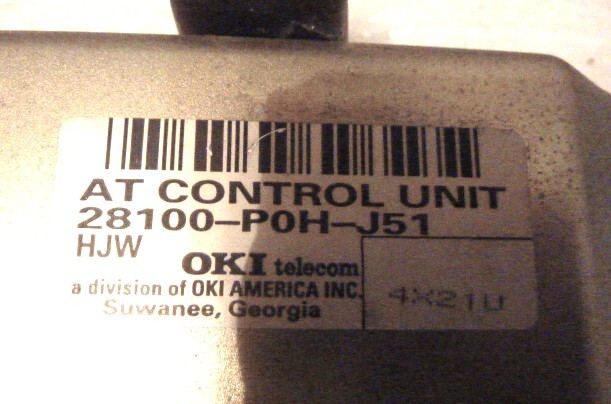 AT CONTROL UNIT
28100-P0H-J51
HJW
OKI telecom
a division of OKI AMERICA INC.
Suwanee, Georgia
4X21U